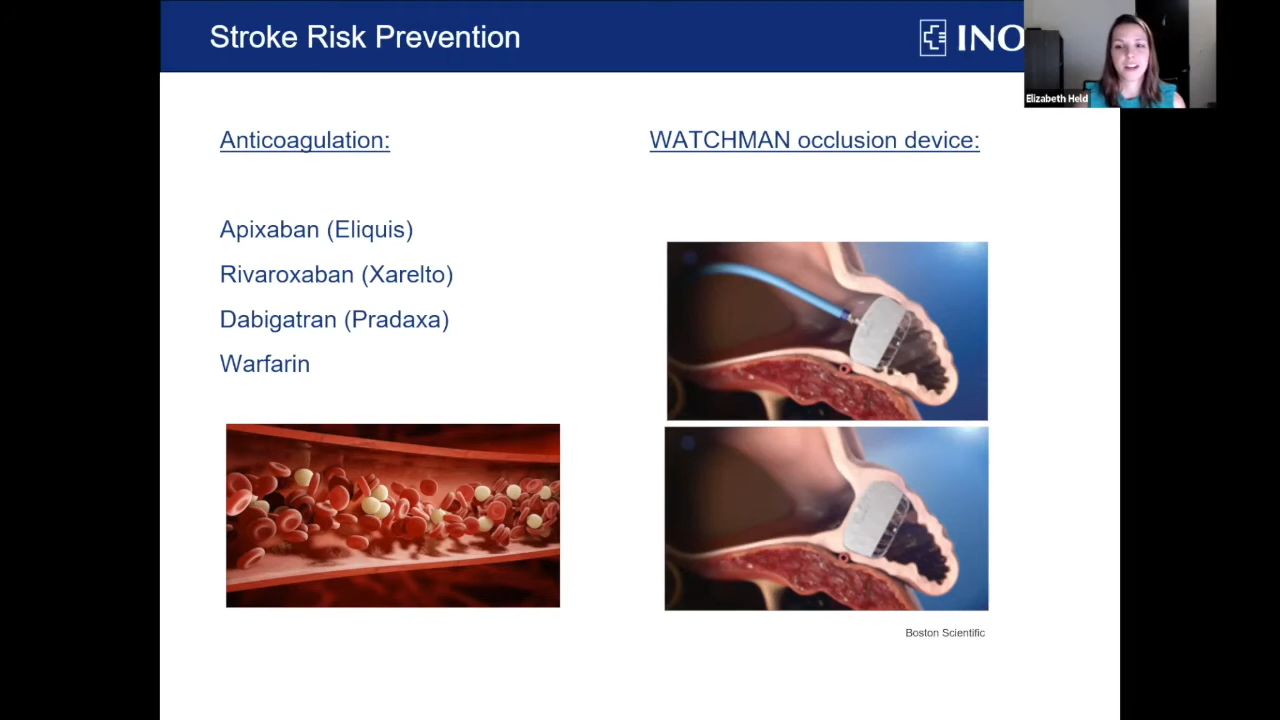 Stroke Risk Prevention
INO
Elizabeth Held
Anticoagulation:
WATCHMAN occlusion device:
Apixaban (Eliquis)
Rivaroxaban (Xarelto)
Dabigatran (Pradaxa)
Warfarin
Boston Scientific